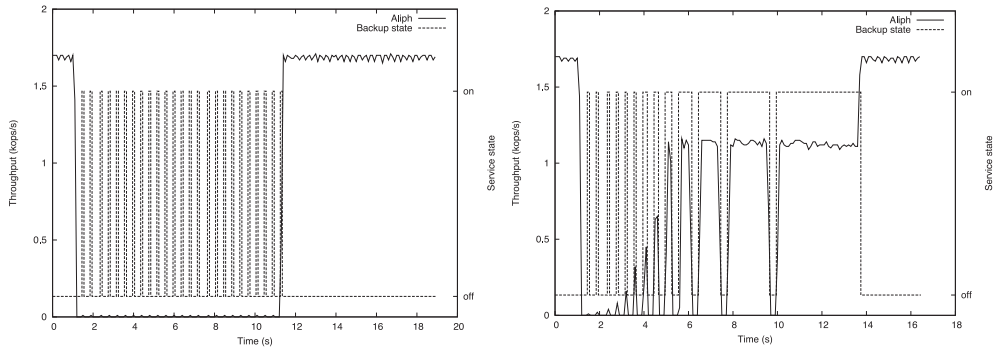 2
1.5
1
0.5
0
Throughput (kops/s)
Aliph
Backup state
on
off
Service state
0 2 4 6 8 10 12 14 16 18 20
Time (s)
2
1.5
1
0.5
0
Throughput (kops/s)
Aliph
Backup state
on
off
Service state
0 2 4 6 8 10 12 14 16 18
Time (s)